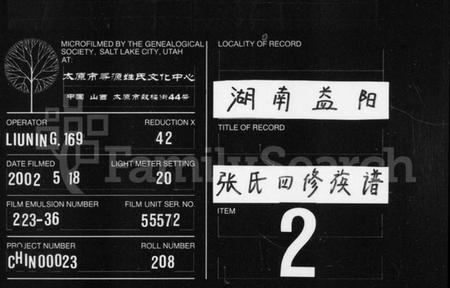 MICROFILMED BY THE GENEALOGICAL
SOCIETY, SALT LAKE CITY, UTAH
AT:
太原市寻源姓氏文化中心
中国 山西 太原市鼓楼街44号
OPERATOR REDUCTION X
LIUNING,169 42
DATE FILMED LIGHT METER SETTING
2002 5 18 20
FILM EMULSION NUMBER FILM UNIT SER. NO.
223-36 55572
PROJECT NUMBER ROLL NUMBER
CHIN00023 208
LOCALITY OF RECORD
湖南益阳
TITLE OF RECORD
张氏四修族谱
ITEM
2
FamilySearch